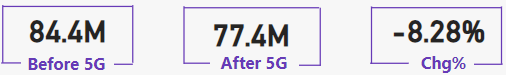 84.4M
Before 5G
77.4M
After 5G
-8.28%
Chg%